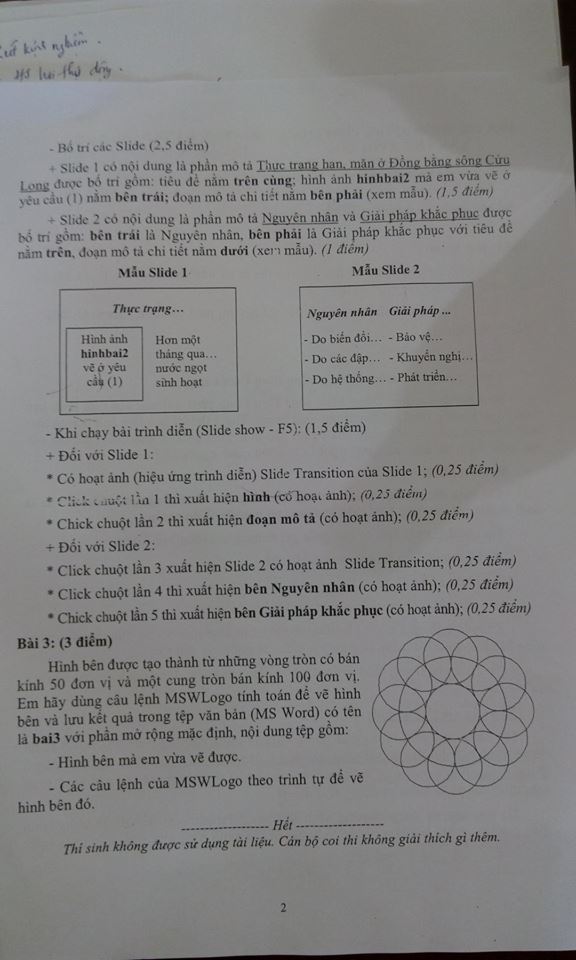 Rút kinh nghiệm.
HS lưu thư động.
- Bố trí các Slide (2,5 điểm)
+ Slide 1 có nội dung là phần mô tả Thực trạng hạn, mặn ở Đồng bằng sông Cửu
Long được bố trí gồm: tiêu đề nằm trên cùng; hình ảnh hinhbai2 mà em vừa vẽ ở
yêu cầu (1) nằm bên trái; đoạn mô tả chi tiết nằm bên phải (xem mẫu). (1,5 điểm)
+ Slide 2 có nội dung là phần mô tả Nguyên nhân và Giải pháp khắc phục được
bố trí gồm: bên trái là Nguyên nhân, bên phải là Giải pháp khắc phục với tiêu đề
nằm trên, đoạn mô tả chi tiết nằm dưới (xem mẫu). (1 điểm)
Mẫu Slide 1
Thực trạng…
Hình ảnh
hinhbai2
vẽ ở yêu
cầu (1)
Hơn một
tháng qua…
nước ngọt
sinh hoạt
Mẫu Slide 2
Nguyên nhân Giải pháp ...
- Do biến đổi… - Bảo vệ…
- Do các đập… - Khuyến nghị…
- Do hệ thống… - Phát triển…
- Khi chạy bài trình diễn (Slide show - F5): (1,5 điểm)
+ Đối với Slide 1:
* Có hoạt ảnh (hiệu ứng trình diễn) Slide Transition của Slide 1; (0,25 điểm)
* Click chuột lần 1 thì xuất hiện hình (có hoạt ảnh); (0,25 điểm)
* Chick chuột lần 2 thì xuất hiện đoạn mô tả (có hoạt ảnh); (0,25 điểm)
+ Đối với Slide 2:
* Click chuột lần 3 xuất hiện Slide 2 có hoạt ảnh Slide Transition; (0,25 điểm)
* Click chuột lần 4 thì xuất hiện bên Nguyên nhân (có hoạt ảnh); (0,25 điểm)
* Chick chuột lần 5 thì xuất hiện bên Giải pháp khắc phục (có hoạt ảnh); (0,25 điểm)
Bài 3: (3 điểm)
Hình bên được tạo thành từ những vòng tròn có bán
kính 50 đơn vị và một cung tròn bán kính 100 đơn vị.
Em hãy dùng câu lệnh MSWLogo tính toán để vẽ hình
bên và lưu kết quả trong tệp văn bản (MS Word) có tên
là bai3 với phần mở rộng mặc định, nội dung tệp gồm:
- Hình bên mà em vừa vẽ được.
- Các câu lệnh của MSWLogo theo trình tự để vẽ
hình bên đó.
-------------------- Hết --------------------
Thí sinh không được sử dụng tài liệu. Cán bộ coi thi không giải thích gì thêm.
2